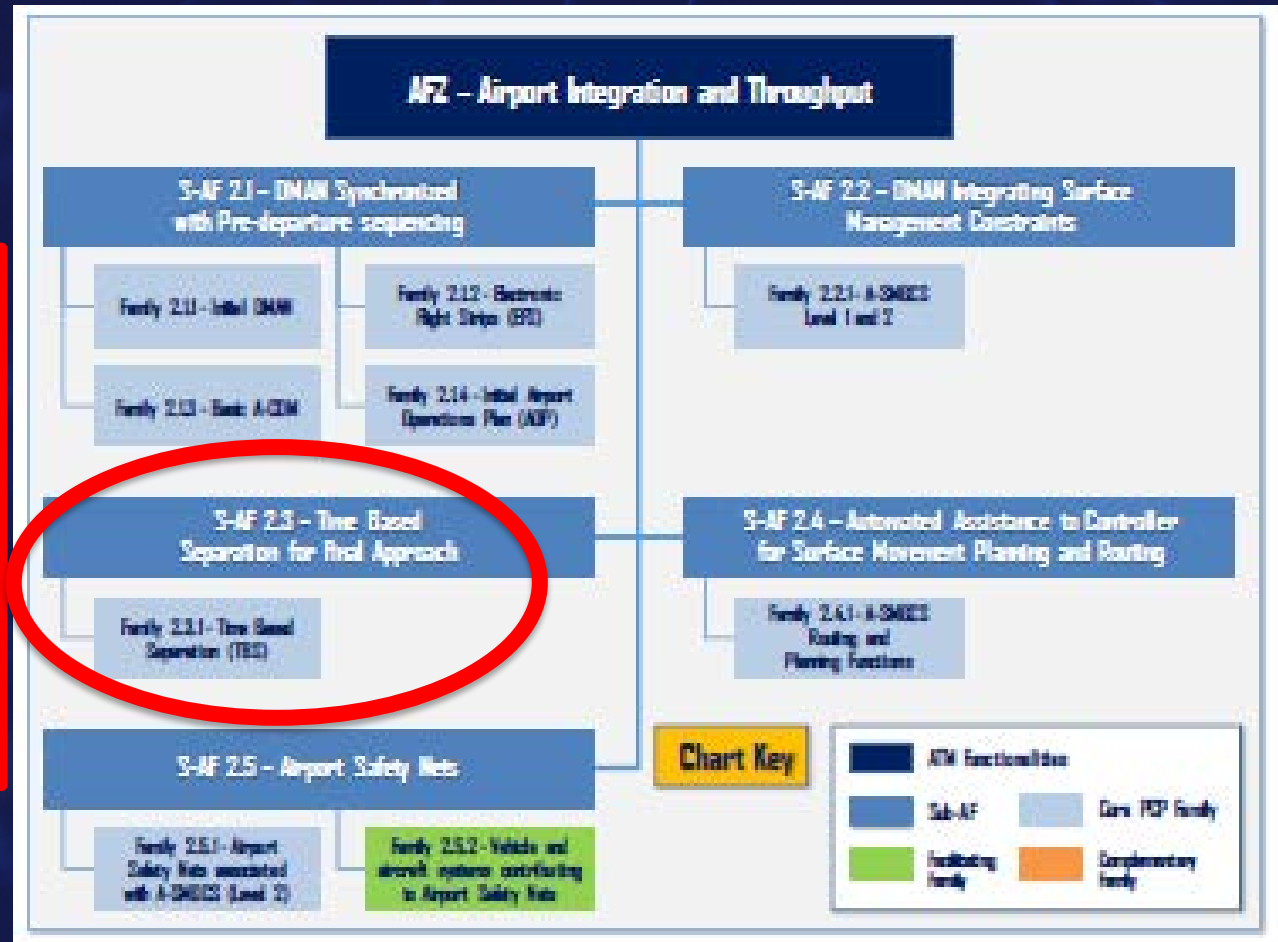 AF2 – Airport Integration and Throughput
S-AF 2.1 – DMAN Synchronized
with Pre-departure sequencing
S-AF 2.2 – DMAN Integrating Surface
Management Constraints
Family 2.1.1 - Initial DMAN
Family 2.1.2 - Electronic
Flight Strips (EFS)
Family 2.2.1 - A-SMGCS
Level 1 and 2
Family 2.1.3 - Basic A-CDM
Family 2.1.4 - Initial Airport
Operations Plan (AOP)
S-AF 2.3 – Time Based
Separation for Final Approach
S-AF 2.4 – Automated Assistance to Controller
for Surface Movement Planning and Routing
Family 2.3.1 - Time Based
Separation (TBS)
Family 2.4.1 - A-SMGCS
Routing and
Planning Functions
S-AF 2.5 – Airport Safety Nets
Family 2.5.1 - Airport
Safety Nets associated
with A-SMGCS (Level 2)
Family 2.5.2 - Vehicle and
aircraft systems contributing
to Airport Safety Nets
Chart Key
ATM Functionalities
Sub-AF
Core PCP Family
Facilitating
Family
Complementary
Family